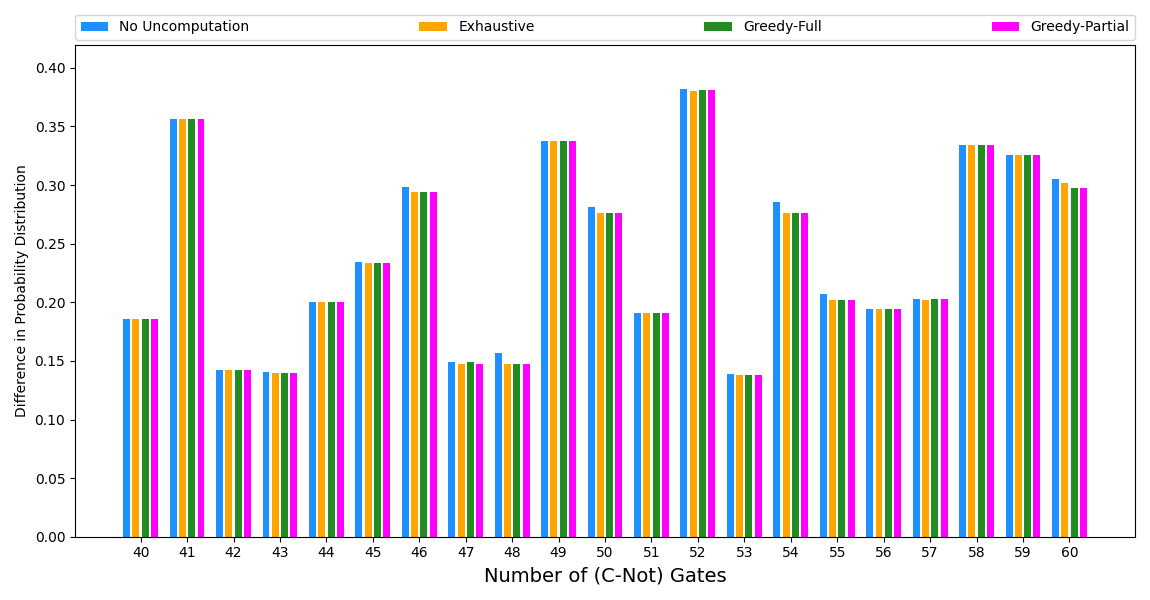 No Uncomputation Exhaustive Greedy-Full Greedy-Partial
0.40
0.35
0.30
0.25
0.20
0.15
0.10
0.05
0.00
Difference in Probability Distribution
40 41 42 43 44 45 46 47 48 49 50 51 52 53 54 55 56 57 58 59 60
Number of (C-Not) Gates